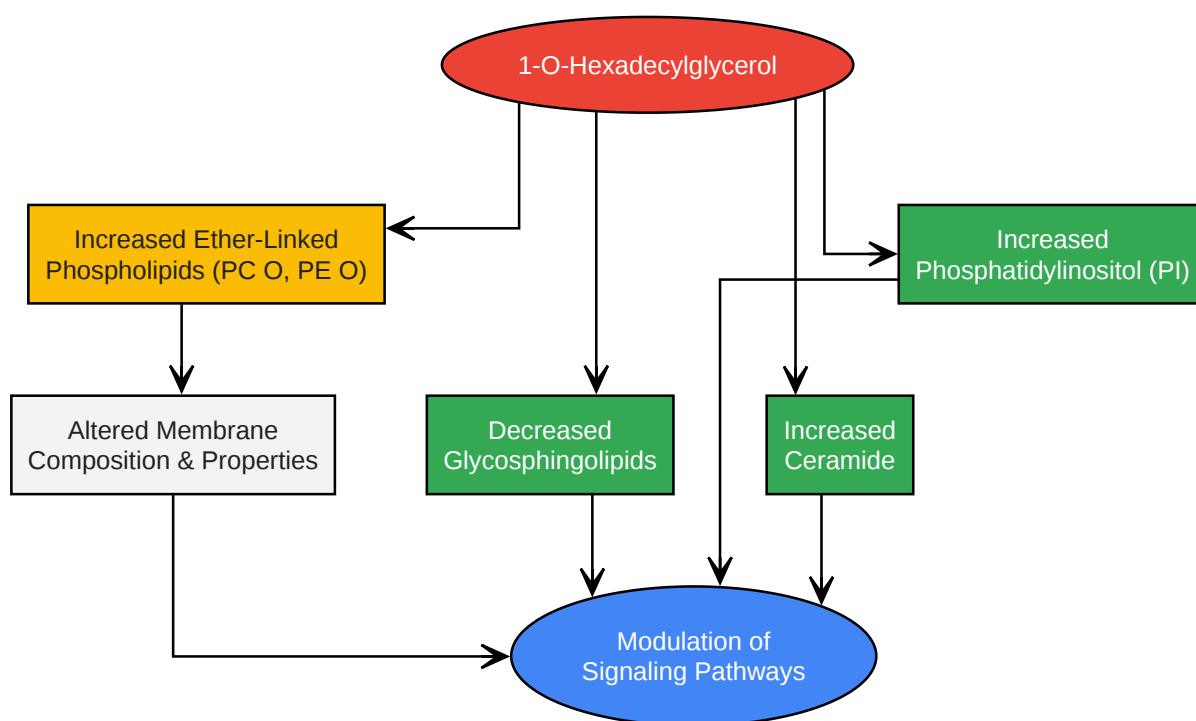 1-O-Hexadecylglycerol
Increased Ether-Linked
Phospholipids (PC O, PE O)
Increased
Phosphatidylinositol (PI)
Altered Membrane
Composition & Properties
Decreased
Glycosphingolipids
Increased
Ceramide
Modulation of
Signaling Pathways